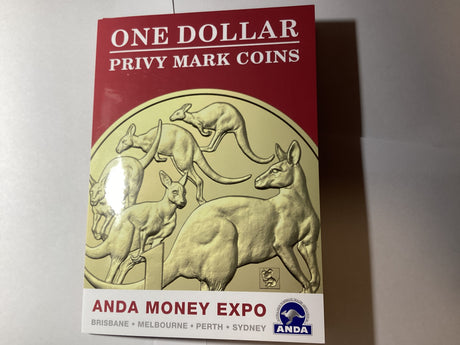 ONE DOLLAR
PRIVY MARK COINS
ANDA MONEY EXPO
BRISBANE • MELBOURNE • PERTH • SYDNEY
ANDA